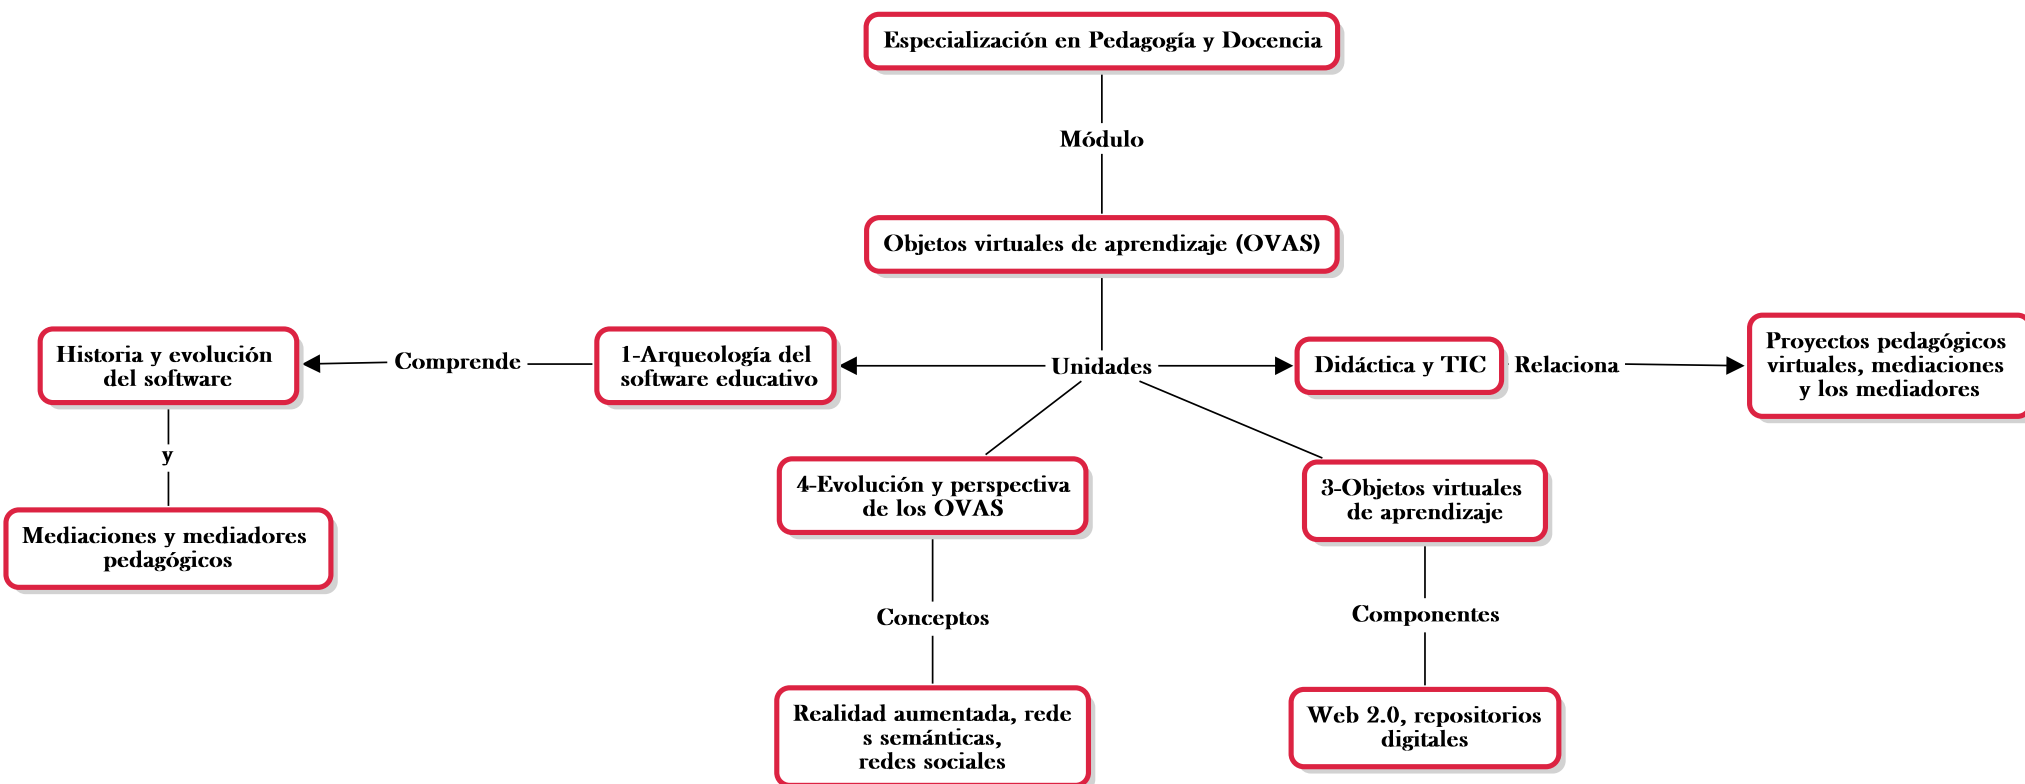 Especialización en Pedagogía y Docencia
Módulo
Objetos virtuales de aprendizaje (OVAS)
Unidades
1-Arqueología del
software educativo
Comprende
Historia y evolución
del software
y
Mediaciones y mediadores
pedagógicos
Didáctica y TIC
Relaciona
Proyectos pedagógicos
virtuales, mediaciones
y los mediadores
4-Evolución y perspectiva
de los OVAS
Conceptos
Realidad aumentada, rede
s semánticas,
redes sociales
3-Objetos virtuales
de aprendizaje
Componentes
Web 2.0, repositorios
digitales